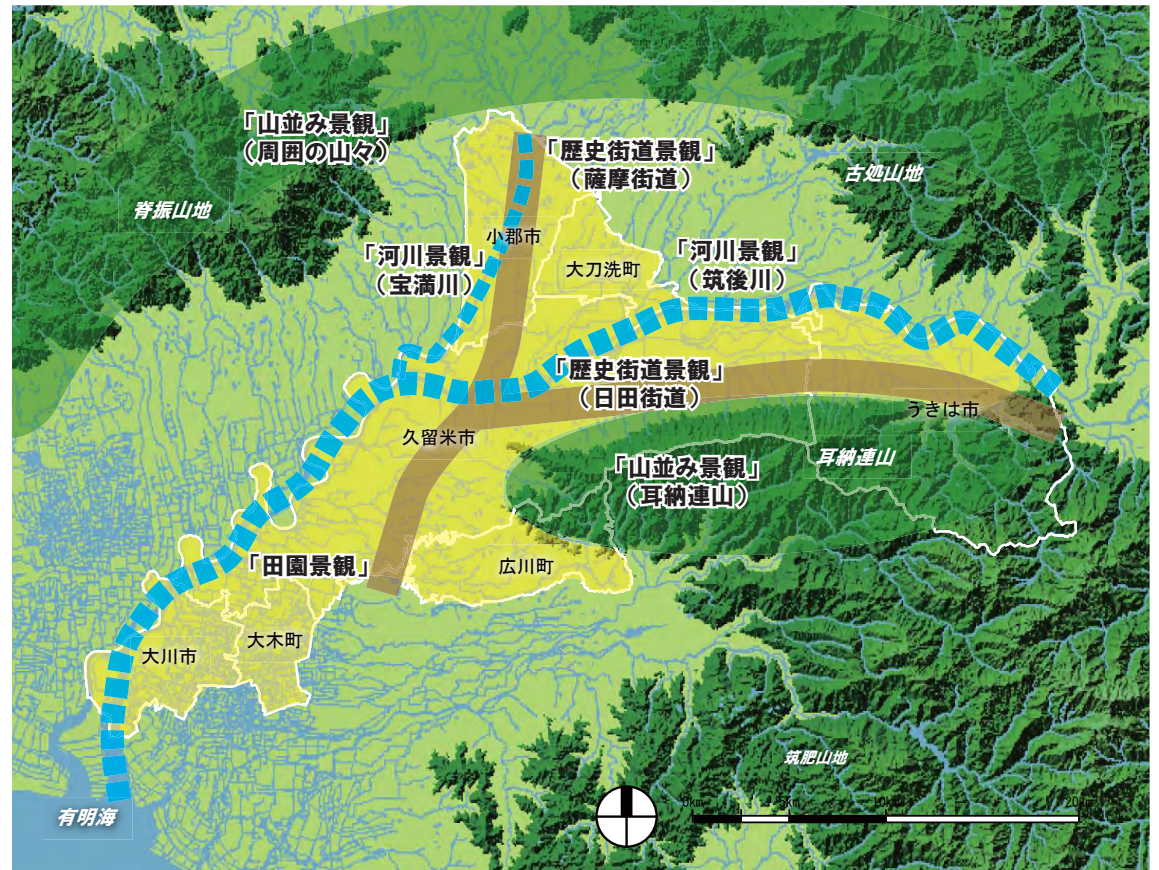 「山並み景観」
（周囲の山々）
「歴史街道景観」
（薩摩街道）
古処山地
脊振山地
小郡市
「河川景観」
（宝満川）
大刀洗町
「河川景観」
（筑後川）
「歴史街道景観」
（日田街道）
うきは市
久留米市
耳納連山
「山並み景観」
（耳納連山）
「田園景観」
広川町
大木町
大川市
筑肥山地
有明海
0km
5km
10km
20km